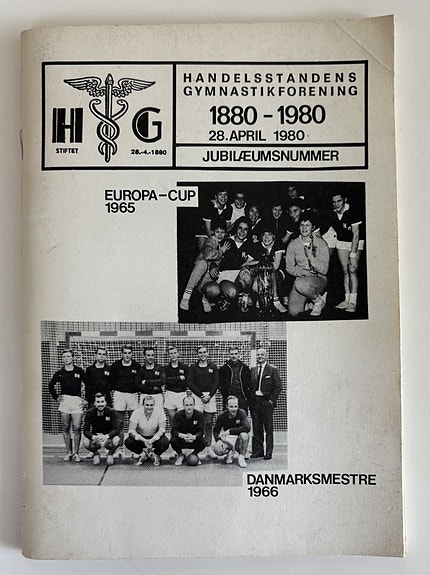 HANDELSSTANDENS
GYMNASTIKFORENING
1880 - 1980
28. APRIL 1980
JUBILÆUMSNUMMER
H G
STIFTET 28.-4.-1880
EUROPA-CUP
1965
DANMARKSMESTRE
1966